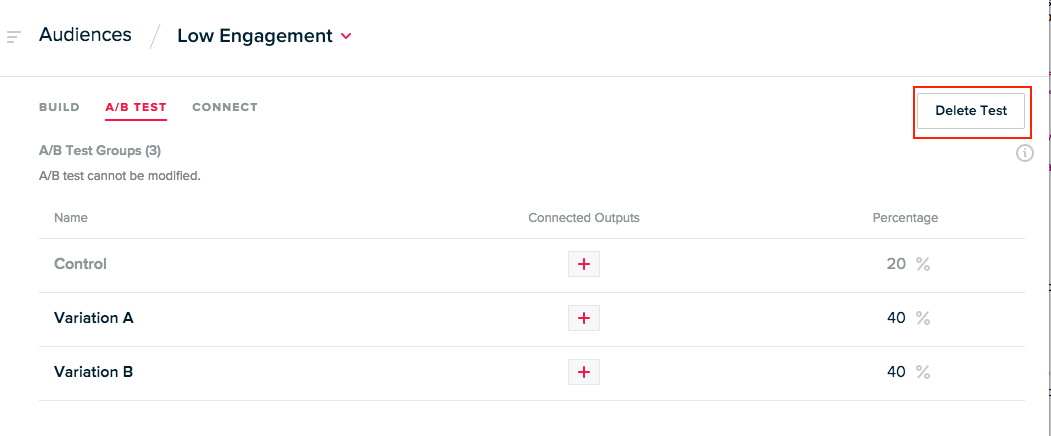 Audiences / Low Engagement
BUILD A/B TEST CONNECT
Delete Test
A/B Test Groups (3)
A/B test cannot be modified.
Name Connected Outputs Percentage
Control + 20 %
Variation A + 40 %
Variation B + 40 %